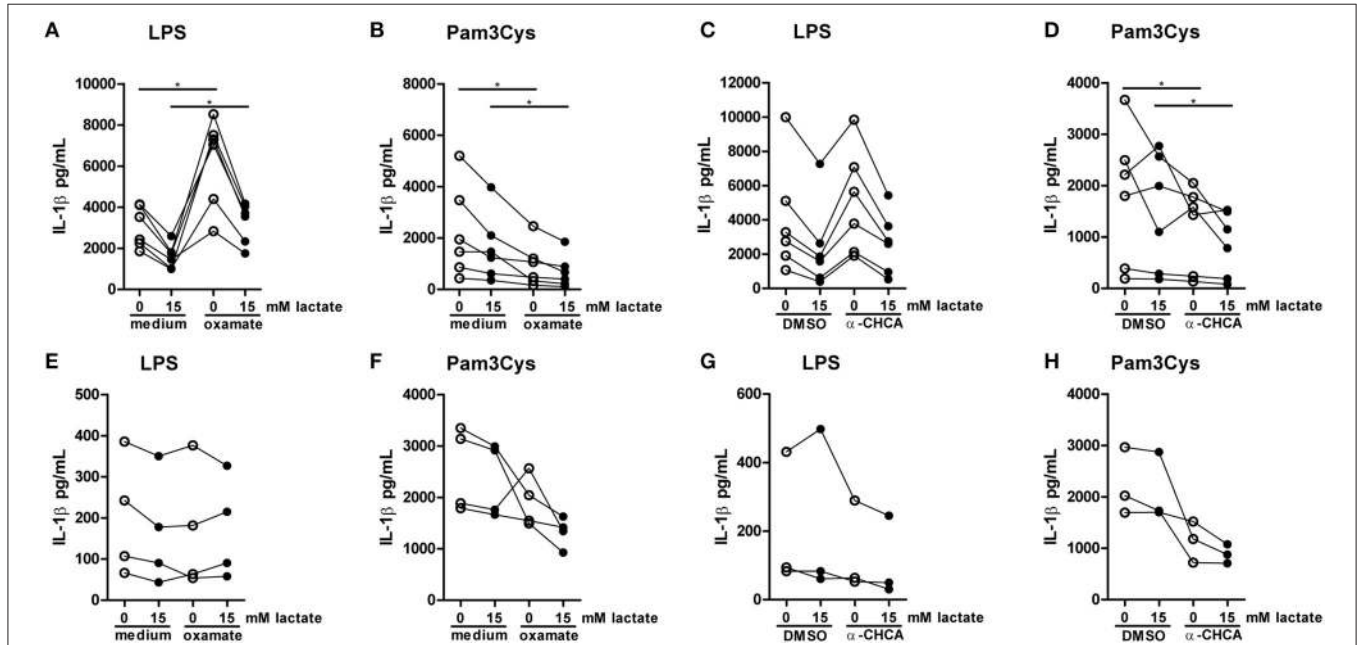 A LPS
B Pam3Cys
C LPS
D Pam3Cys
IL-1β pg/mL
10000
8000
6000
4000
2000
0
* *
0 15 0 15 mM lactate
medium oxamate
IL-1β pg/mL
8000
6000
4000
2000
0
* *
0 15 0 15 mM lactate
medium oxamate
IL-1β pg/mL
12000
10000
8000
6000
4000
2000
0
0 15 0 15 mM lactate
DMSO α-CHCA
IL-1β pg/mL
4000
3000
2000
1000
0
* *
0 15 0 15 mM lactate
DMSO α-CHCA
E LPS
F Pam3Cys
G LPS
H Pam3Cys
IL-1β pg/mL
500
400
300
200
100
0
0 15 0 15 mM lactate
medium oxamate
IL-1β pg/mL
4000
3000
2000
1000
0
0 15 0 15 mM lactate
medium oxamate
IL-1β pg/mL
600
400
200
0
0 15 0 15 mM lactate
DMSO α-CHCA
IL-1β pg/mL
4000
3000
2000
1000
0
0 15 0 15 mM lactate
DMSO α-CHCA